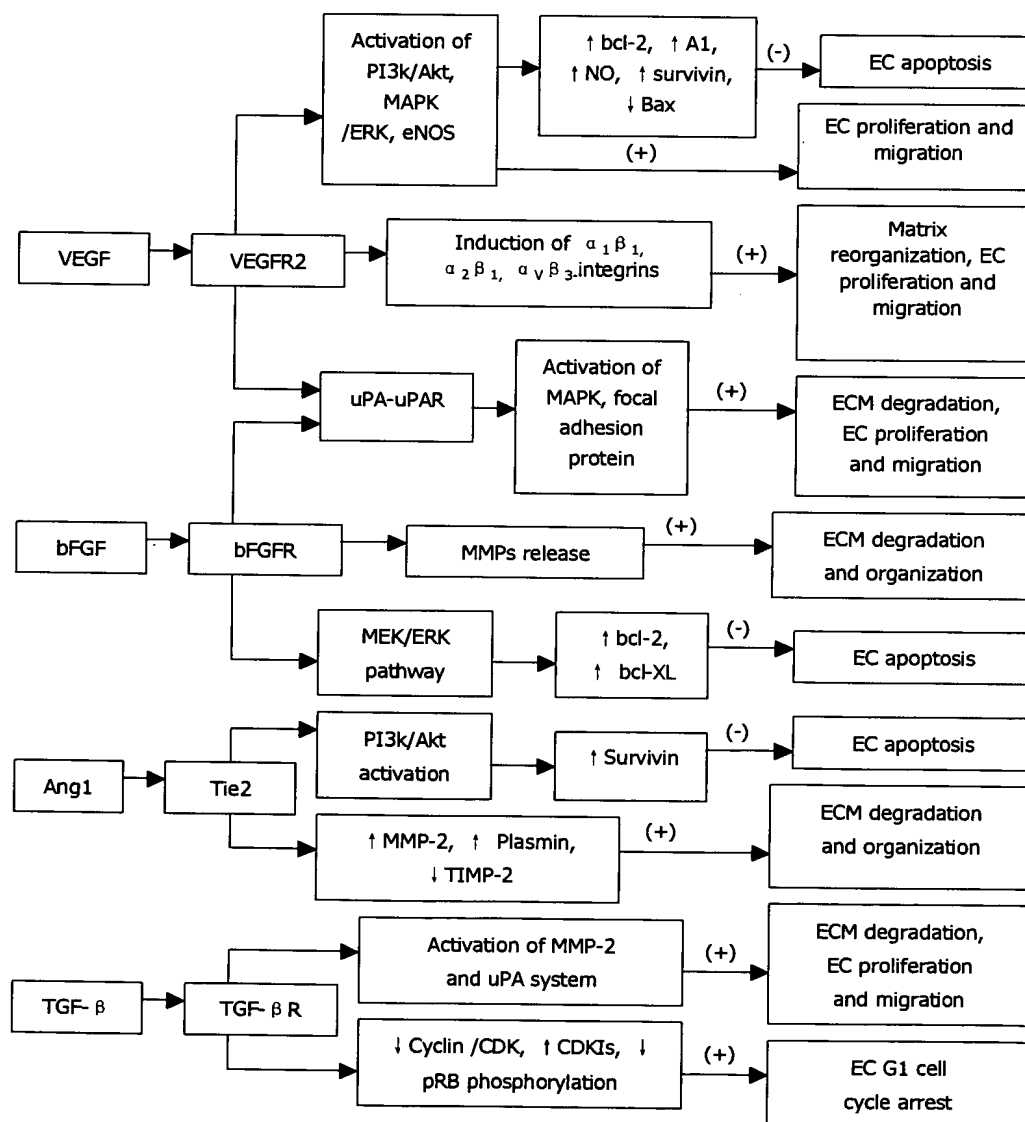 Activation of
PI3k/Akt,
MAPK
/ERK, eNOS
↑ bcl-2, ↑ A1,
↑ NO, ↑ survivin,
↓ Bax
(-)
EC apoptosis
(+)
EC proliferation and
migration
VEGF
VEGFR2
Induction of α₁β₁,
α₂β₁, αᵥβ₃-integrins
(+)
Matrix
reorganization, EC
proliferation and
migration
uPA-uPAR
Activation of
MAPK, focal
adhesion
protein
(+)
ECM degradation,
EC proliferation
and migration
bFGF
bFGFR
MMPs release
(+)
ECM degradation
and organization
MEK/ERK
pathway
↑ bcl-2,
↑ bcl-XL
(-)
EC apoptosis
Ang1
Tie2
PI3k/Akt
activation
↑ Survivin
(-)
EC apoptosis
↑ MMP-2, ↑ Plasmin,
↓ TIMP-2
(+)
ECM degradation
and organization
TGF-β
TGF-βR
Activation of MMP-2
and uPA system
(+)
ECM degradation,
EC proliferation
and migration
↓ Cyclin /CDK, ↑ CDKIs, ↓
pRB phosphorylation
(+)
EC G1 cell
cycle arrest